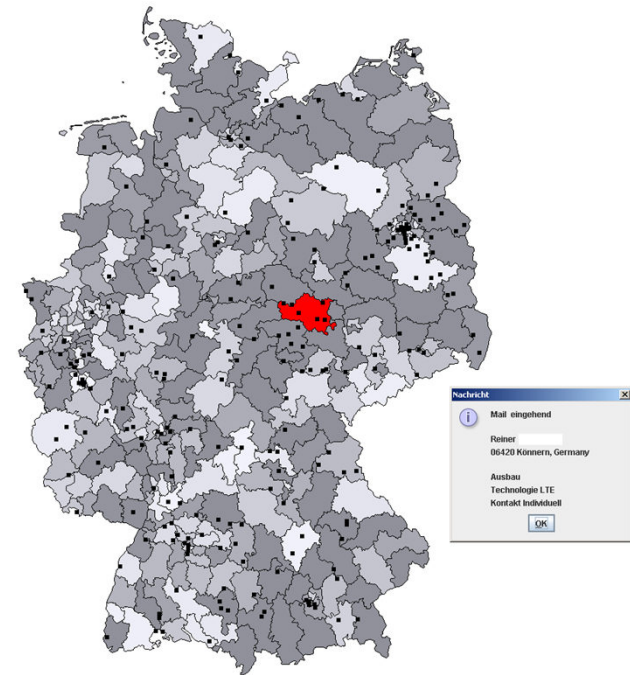 Nachricht
Mail eingehend
Reiner
06420 Könnern, Germany
Ausbau
Technologie LTE
Kontakt Individuell
OK